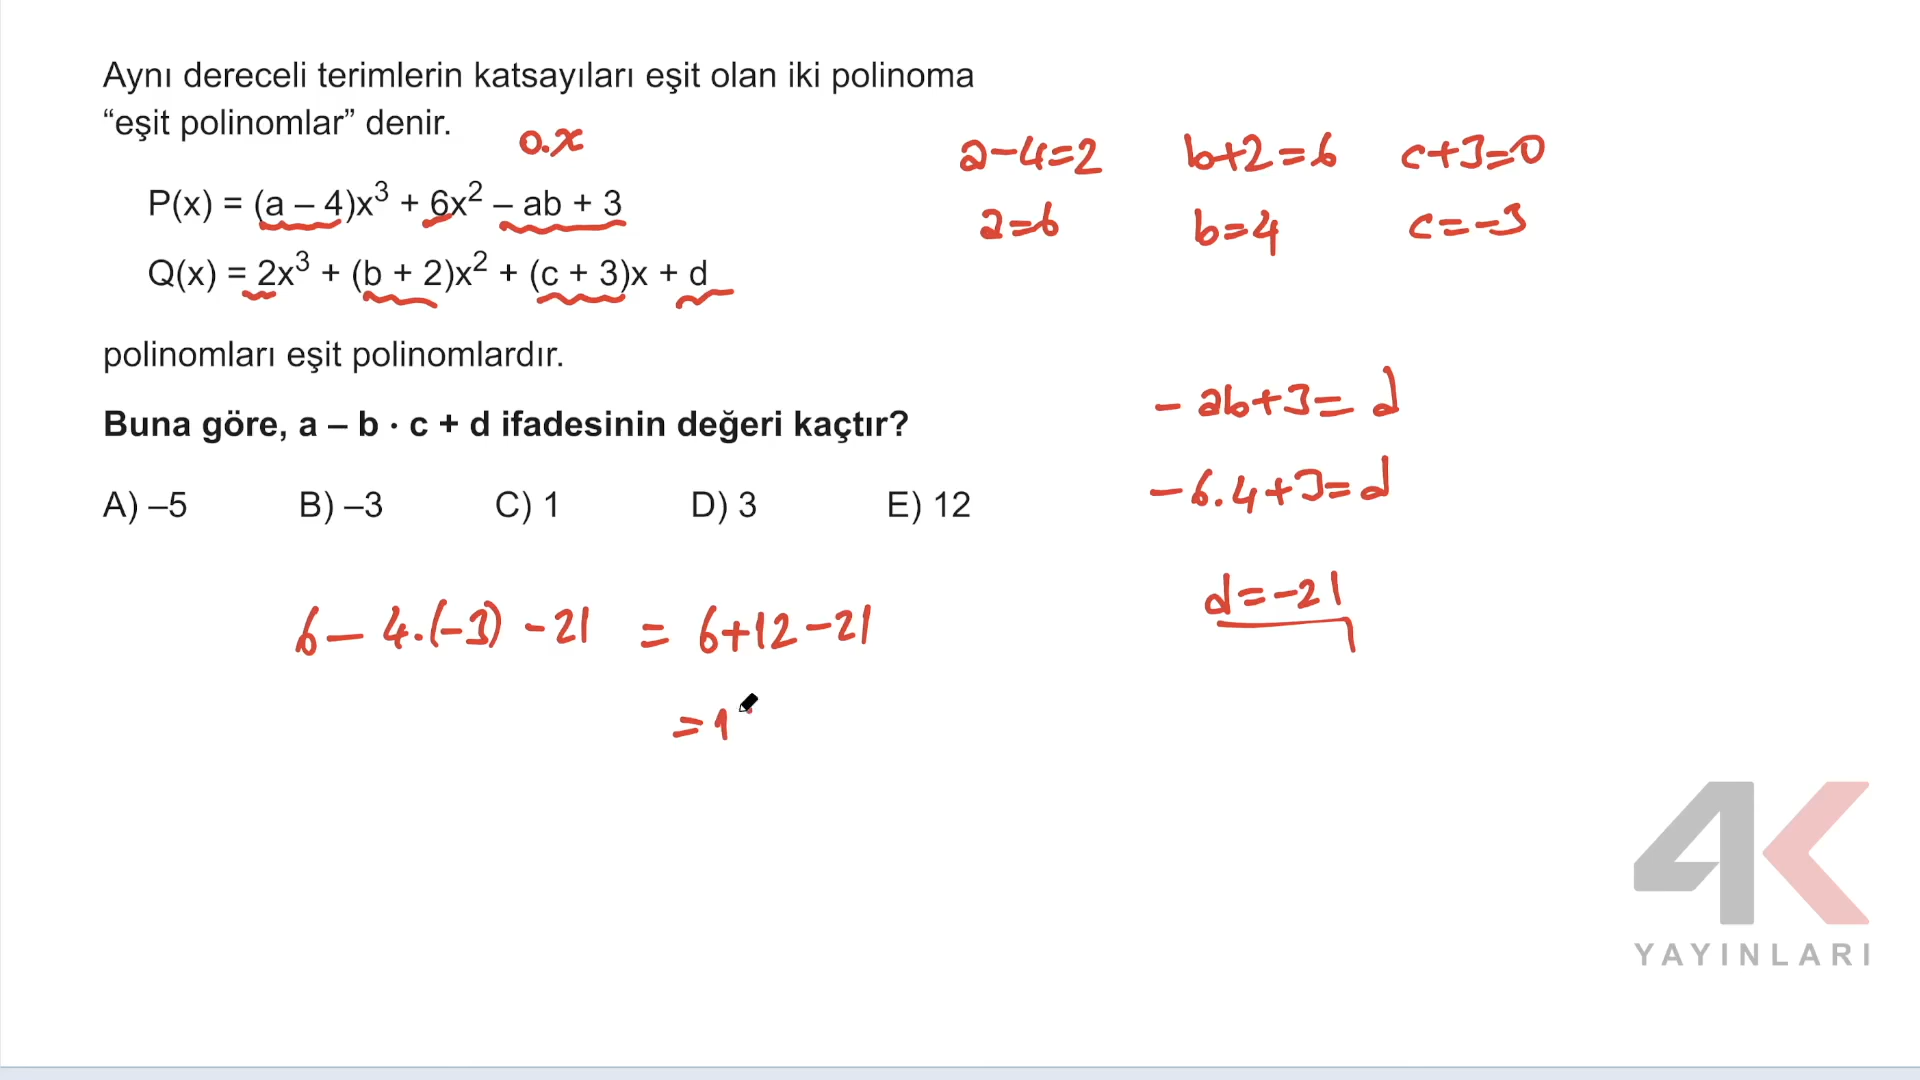 Aynı dereceli terimlerin katsayıları eşit olan iki polinoma
“eşit polinomlar” denir.
0.x
P(x) = (a – 4)x³ + 6x² – ab + 3
Q(x) = 2x³ + (b + 2)x² + (c + 3)x + d
polinomları eşit polinomlardır.
Buna göre, a – b · c + d ifadesinin değeri kaçtır?
A) –5 B) –3 C) 1 D) 3 E) 12
a-4=2 b+2=6 c+3=0
a=6 b=4 c=-3
-ab+3=d
-6.4+3=d
d=-21
6-4.(-3)-21 = 6+12-21
=1
4K
YAYINLARI